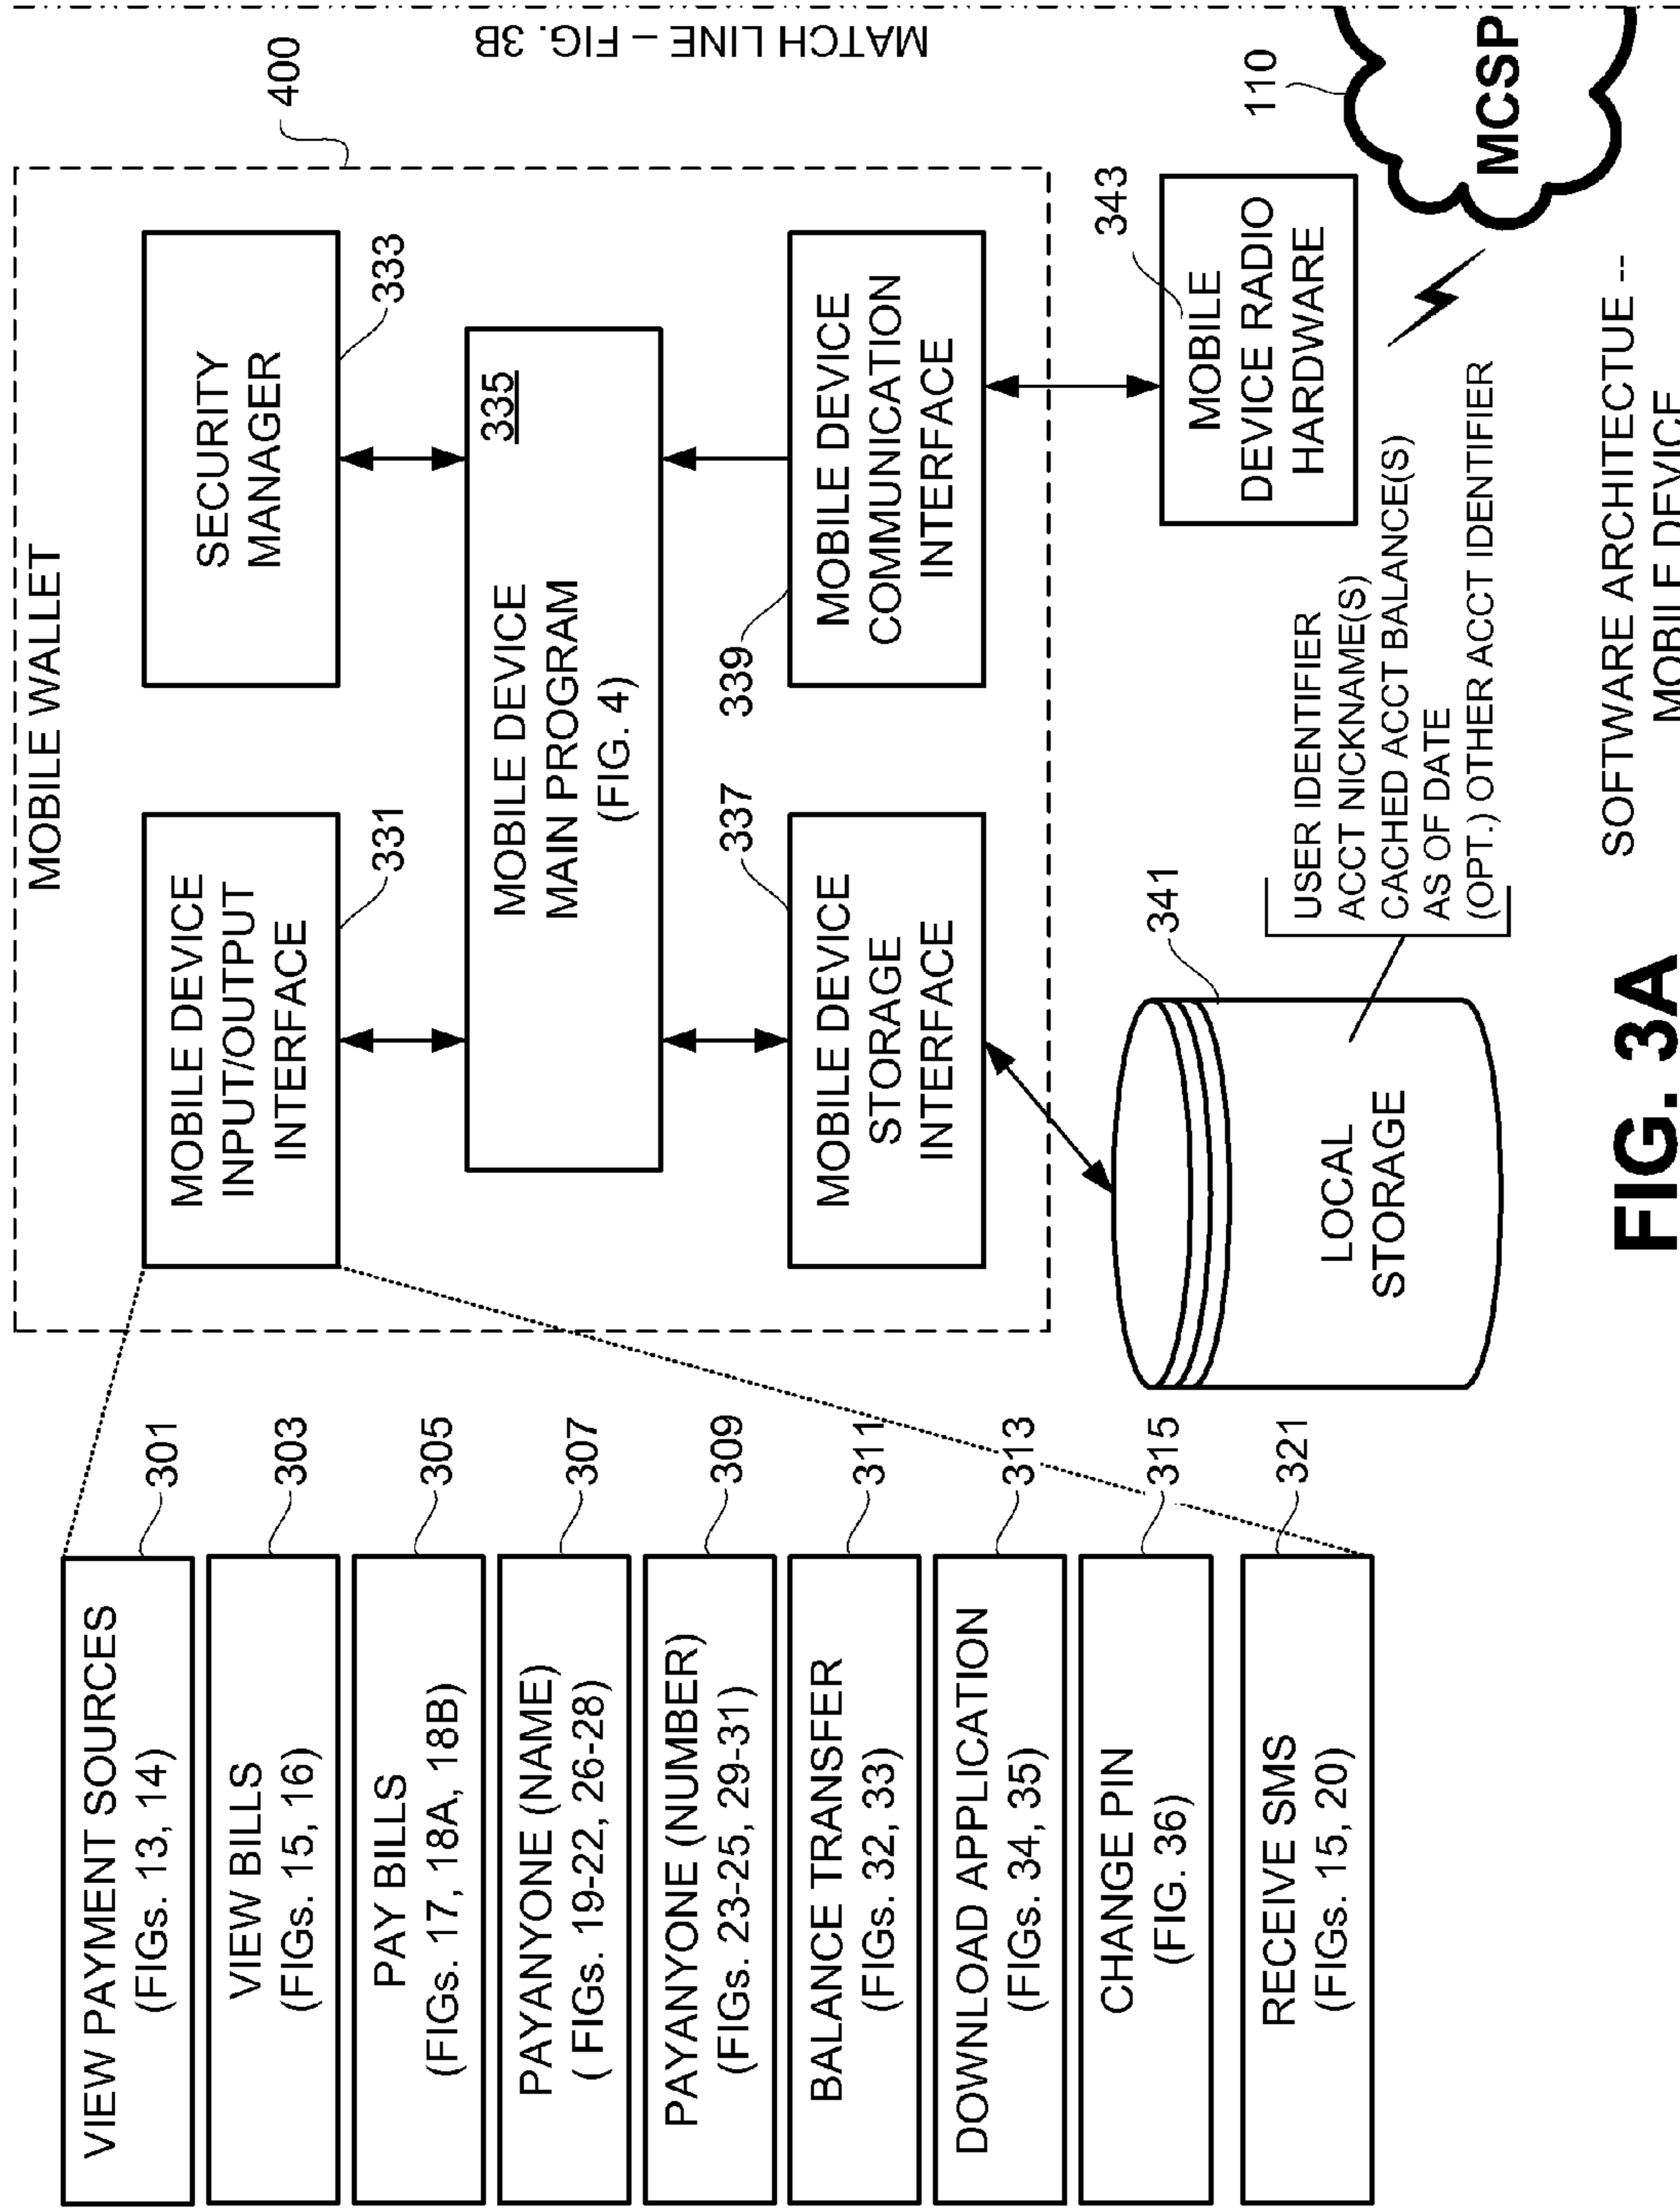 VIEW PAYMENT SOURCES
(FIGs. 13, 14)
301
VIEW BILLS
(FIGs. 15, 16)
303
PAY BILLS
(FIGs. 17, 18A, 18B)
305
PAYANYONE (NAME)
( FIGs. 19-22, 26-28)
307
PAYANYONE (NUMBER)
(FIGs. 23-25, 29-31)
309
BALANCE TRANSFER
(FIGs. 32, 33)
311
DOWNLOAD APPLICATION
(FIGs. 34, 35)
313
CHANGE PIN
(FIG. 36)
315
RECEIVE SMS
(FIGs. 15, 20)
321
MOBILE WALLET
400
MOBILE DEVICE
INPUT/OUTPUT
INTERFACE
331
SECURITY
MANAGER
333
335
MOBILE DEVICE
MAIN PROGRAM
(FIG. 4)
337
MOBILE DEVICE
STORAGE
INTERFACE
339
MOBILE DEVICE
COMMUNICATION
INTERFACE
341
LOCAL
STORAGE
USER IDENTIFIER
ACCT NICKNAME(S)
CACHED ACCT BALANCE(S)
AS OF DATE
(OPT.) OTHER ACCT IDENTIFIER
343
MOBILE
DEVICE RADIO
HARDWARE
110
MCSP
MATCH LINE – FIG. 3B
FIG. 3A
SOFTWARE ARCHITECTUE --
MOBILE DEVICE